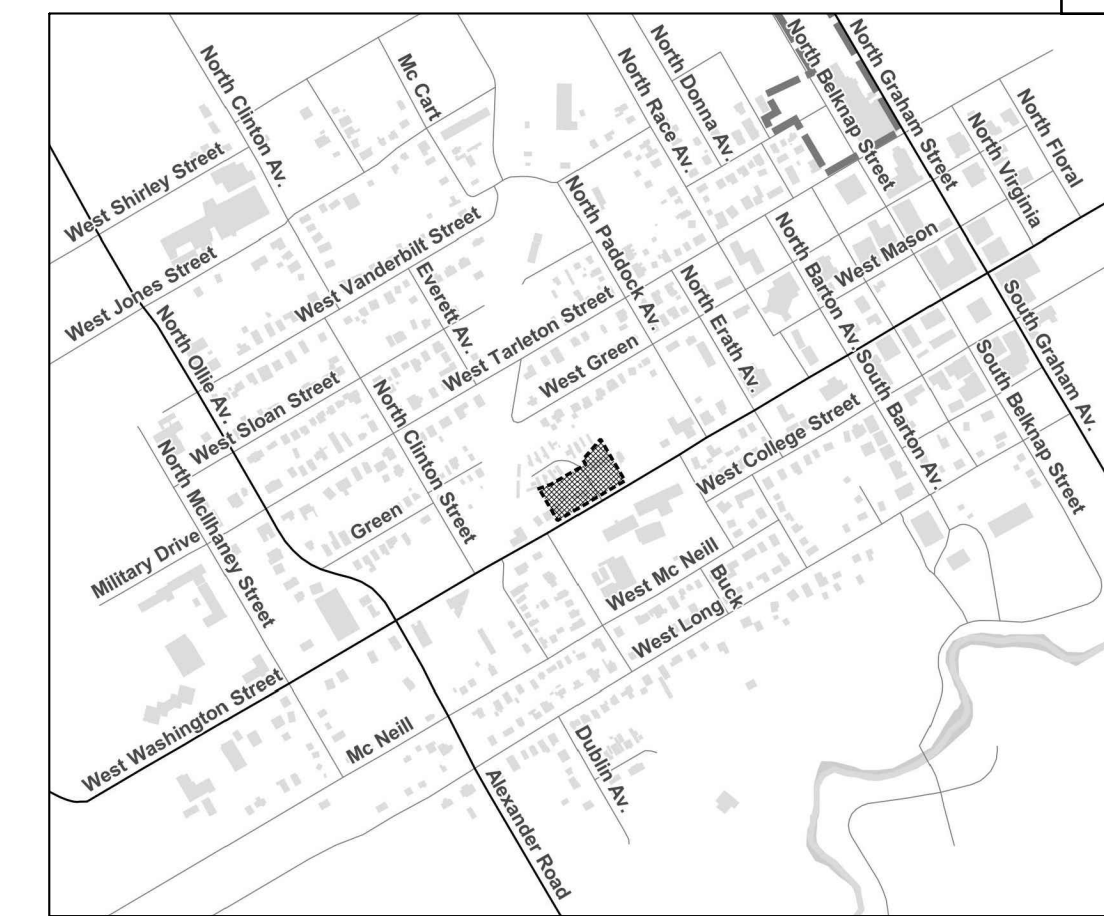 North Clinton Av.
Mc Cart
North Race Av.
North Donna Av.
North Belknap Street
North Graham Street
North Virginia
North Floral
West Shirley Street
West Jones Street
West Vanderbilt Street
Everett Av.
North Paddock Av.
North Erath Av.
North Barton Av.
West Mason
South Graham Av.
North Ollie Av.
West Sloan Street
North Clinton Street
West Tarleton Street
West Green
South Barton Av.
South Belknap Street
West College Street
North McIlhaney Street
Military Drive
Green
West Mc Neill
Buck
West Long
West Washington Street
Mc Neill
Dublin Av.
Alexander Road